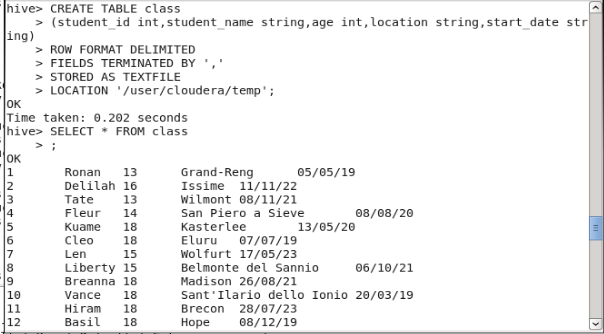 hive> CREATE TABLE class
    > (student_id int,student_name string,age int,location string,start_date str
ing)
    > ROW FORMAT DELIMITED
    > FIELDS TERMINATED BY ','
    > STORED AS TEXTFILE
    > LOCATION '/user/cloudera/temp';
OK
Time taken: 0.202 seconds
hive> SELECT * FROM class
    > ;
OK
1       Ronan   13      Grand-Reng      05/05/19
2       Delilah 16      Issime  11/11/22
3       Tate    13      Wilmont 08/11/21
4       Fleur   14      San Piero a Sieve       08/08/20
5       Kuame   18      Kasterlee       13/05/20
6       Cleo    18      Eluru   07/07/19
7       Len     15      Wolfurt 17/05/23
8       Liberty 15      Belmonte del Sannio     06/10/21
9       Breanna 18      Madison 26/08/21
10      Vance   18      Sant'Ilario dello Ionio 20/03/19
11      Hiram   18      Brecon  28/07/23
12      Basil   18      Hope    08/12/19